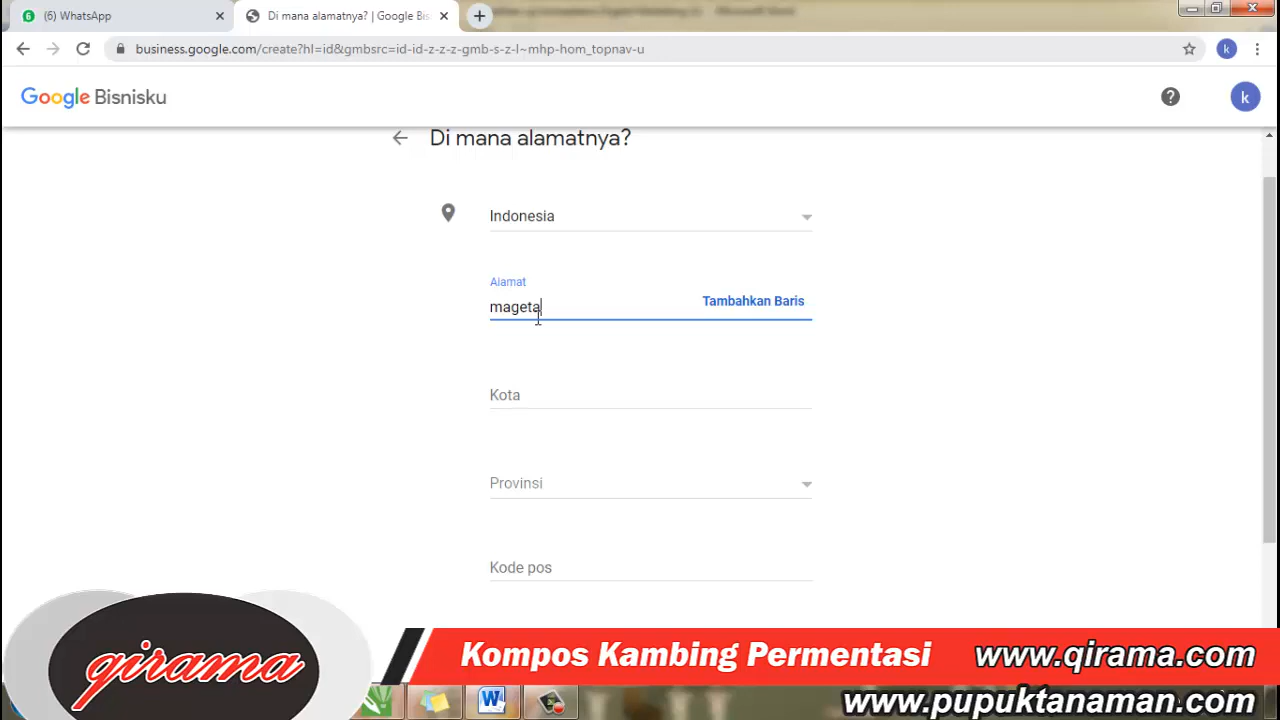 (6) WhatsApp
Di mana alamatnya? | Google Bis
business.google.com/create?hl=id&gmbsrc=id-id-z-z-z-gmb-s-z-l~mhp-hom_topnav-u
k
Google Bisnisku
k
Di mana alamatnya?
Indonesia
Alamat
mageta
Tambahkan Baris
Kota
Provinsi
Kode pos
qirama
Kompos Kambing Permentasi
www.qirama.com
www.pupuktanaman.com